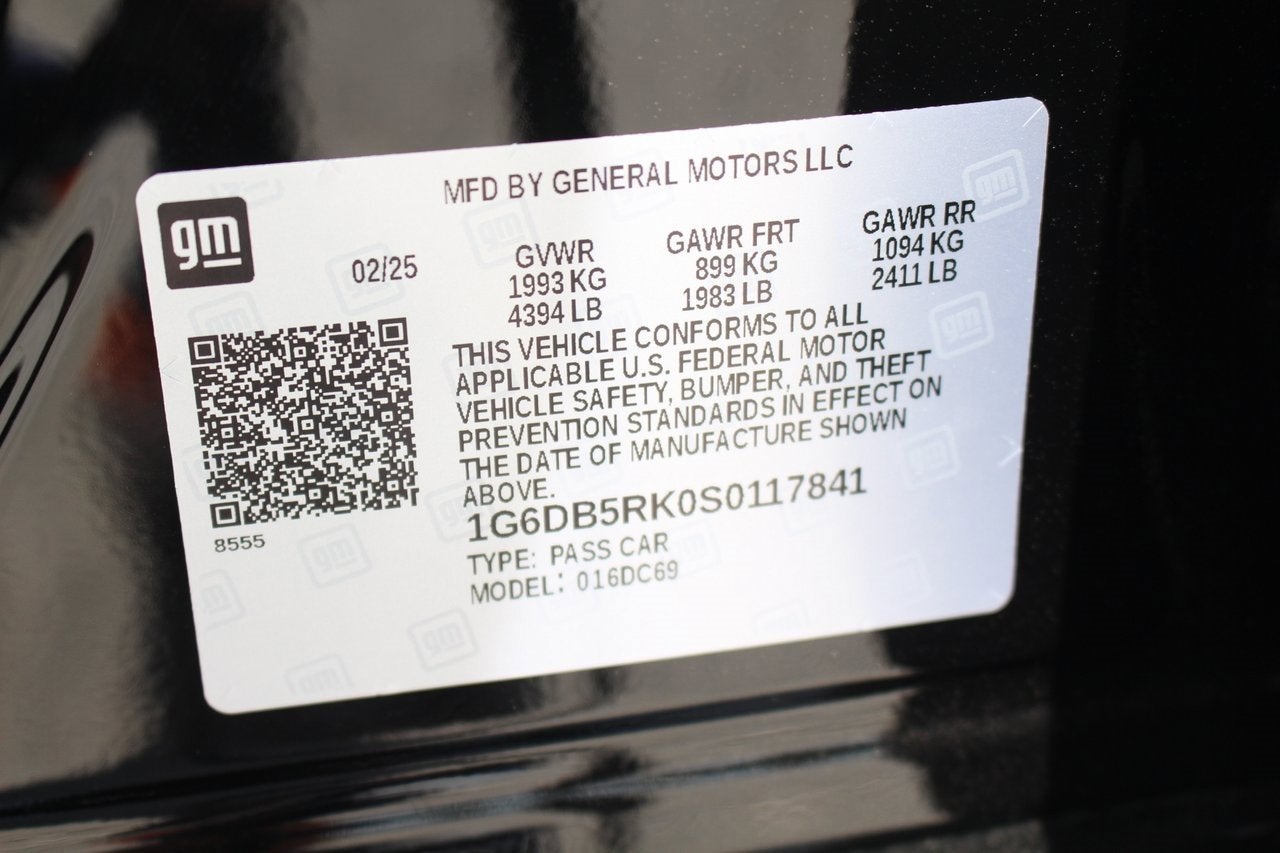 MFD BY GENERAL MOTORS LLC
gm
02/25
GVWR
1993 KG
4394 LB
GAWR FRT
899 KG
1983 LB
GAWR RR
1094 KG
2411 LB
THIS VEHICLE CONFORMS TO ALL
APPLICABLE U.S. FEDERAL MOTOR
VEHICLE SAFETY, BUMPER, AND THEFT
PREVENTION STANDARDS IN EFFECT ON
THE DATE OF MANUFACTURE SHOWN
ABOVE.
1G6DB5RK0S0117841
TYPE: PASS CAR
MODEL: 016DC69
8555